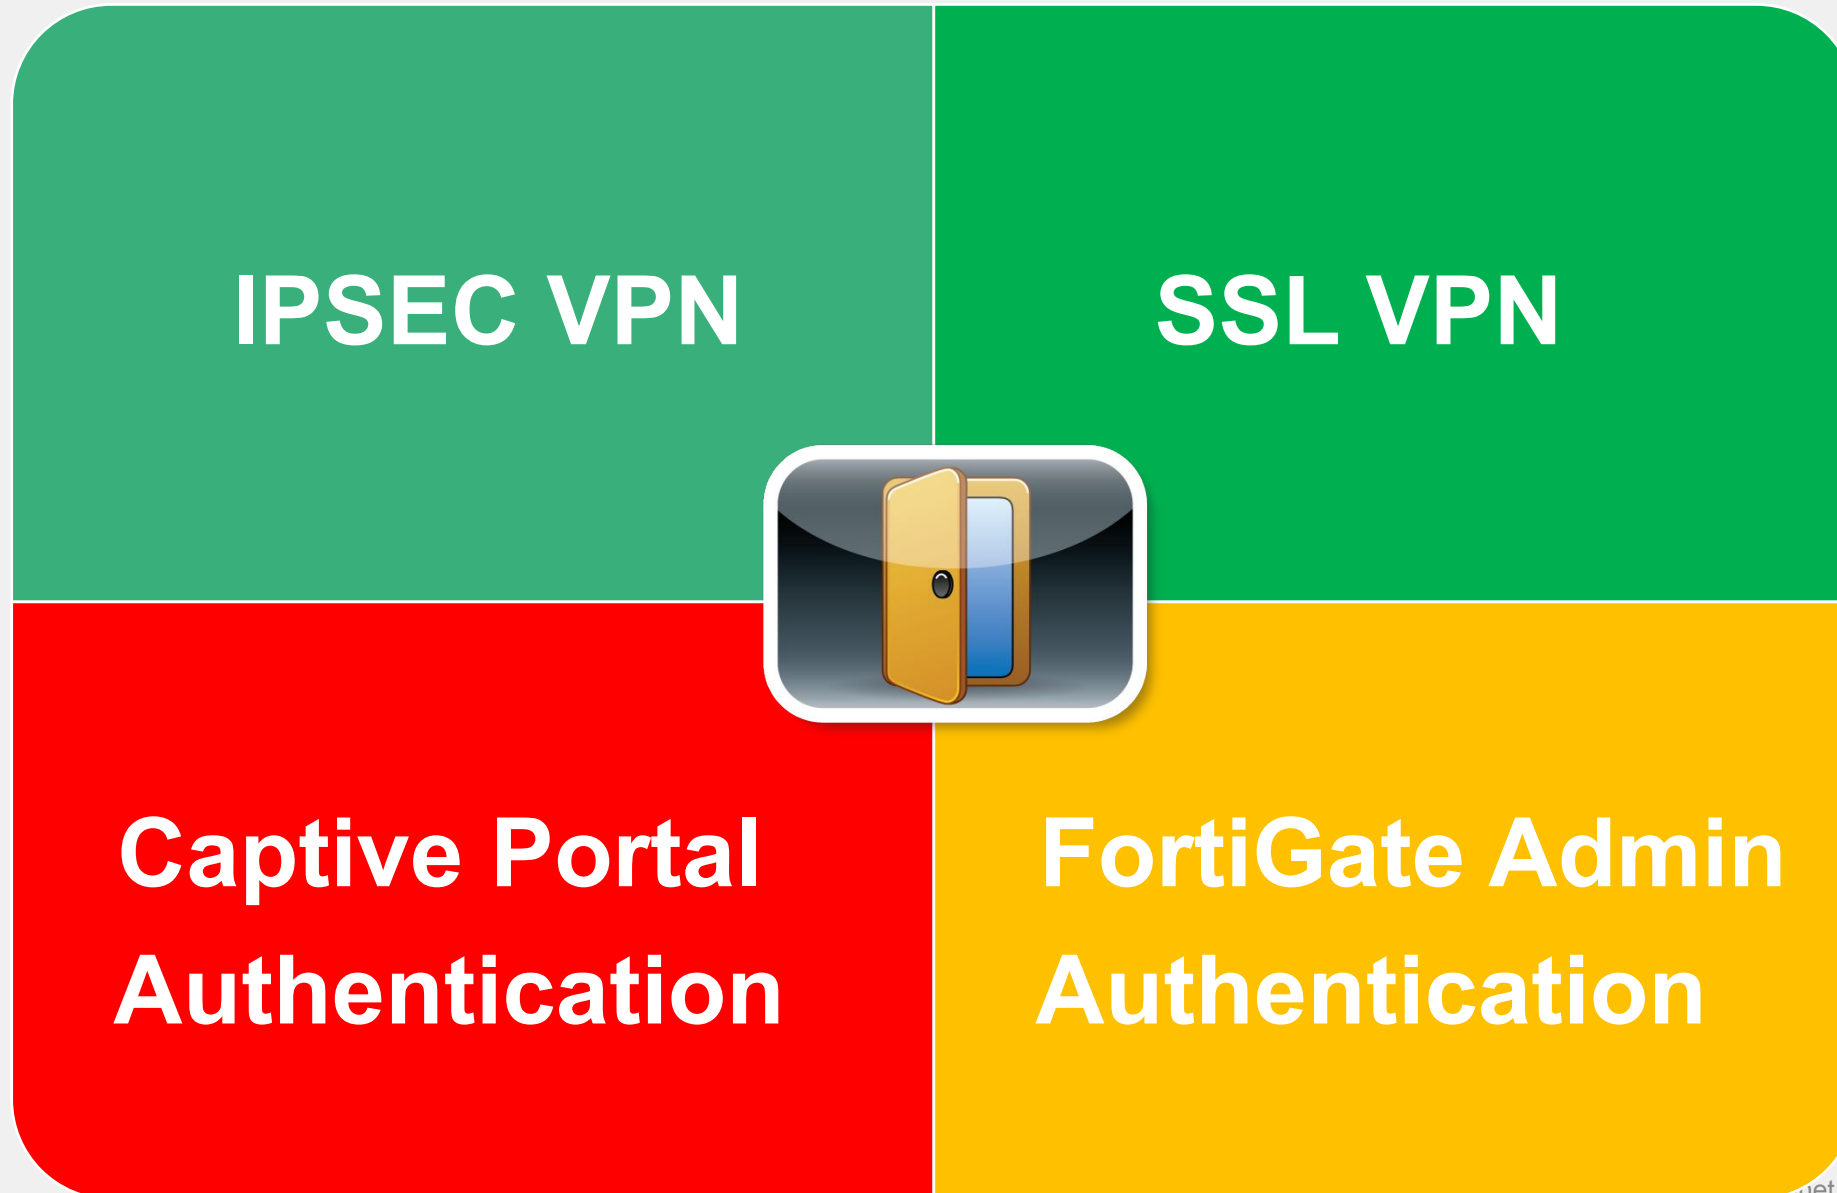 IPSEC VPN
SSL VPN
Captive Portal
Authentication
FortiGate Admin
Authentication